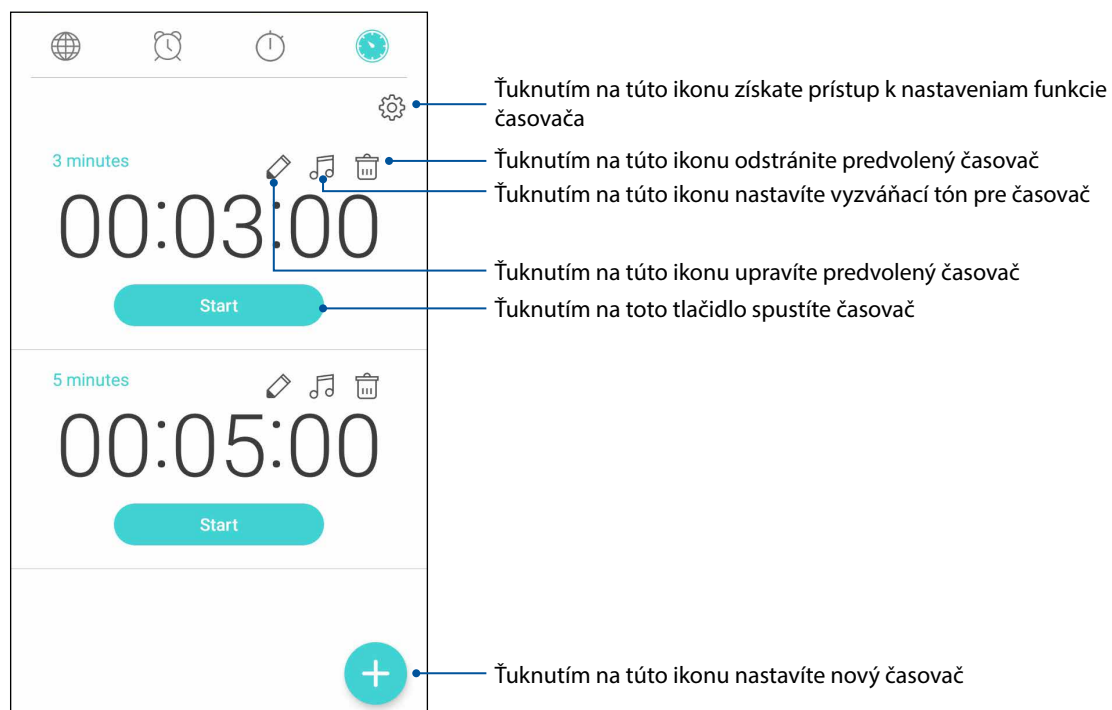 Ťuknutím na túto ikonu získate prístup k nastaveniam funkcie
časovača
3 minutes
Ťuknutím na túto ikonu odstránite predvolený časovač
Ťuknutím na túto ikonu nastavíte vyzváňací tón pre časovač
00:03:00
Ťuknutím na túto ikonu upravíte predvolený časovač
Start
Ťuknutím na toto tlačidlo spustíte časovač
5 minutes
00:05:00
Start
Ťuknutím na túto ikonu nastavíte nový časovač